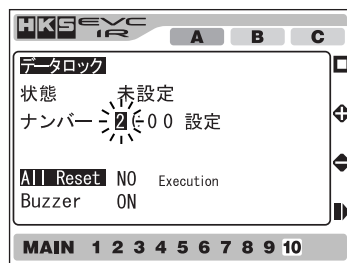 HKS EVC IR
A B C
データロック
状態 未設定
ナンバー 2 0 0 設定
All Reset NO Execution
Buzzer ON
MAIN 1 2 3 4 5 6 7 8 9 10